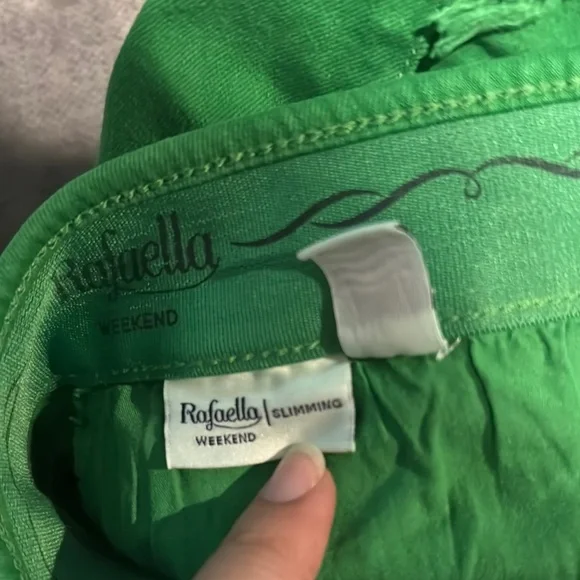 Rafaella
WEEKEND
Rafaella | SLIMMING
WEEKEND